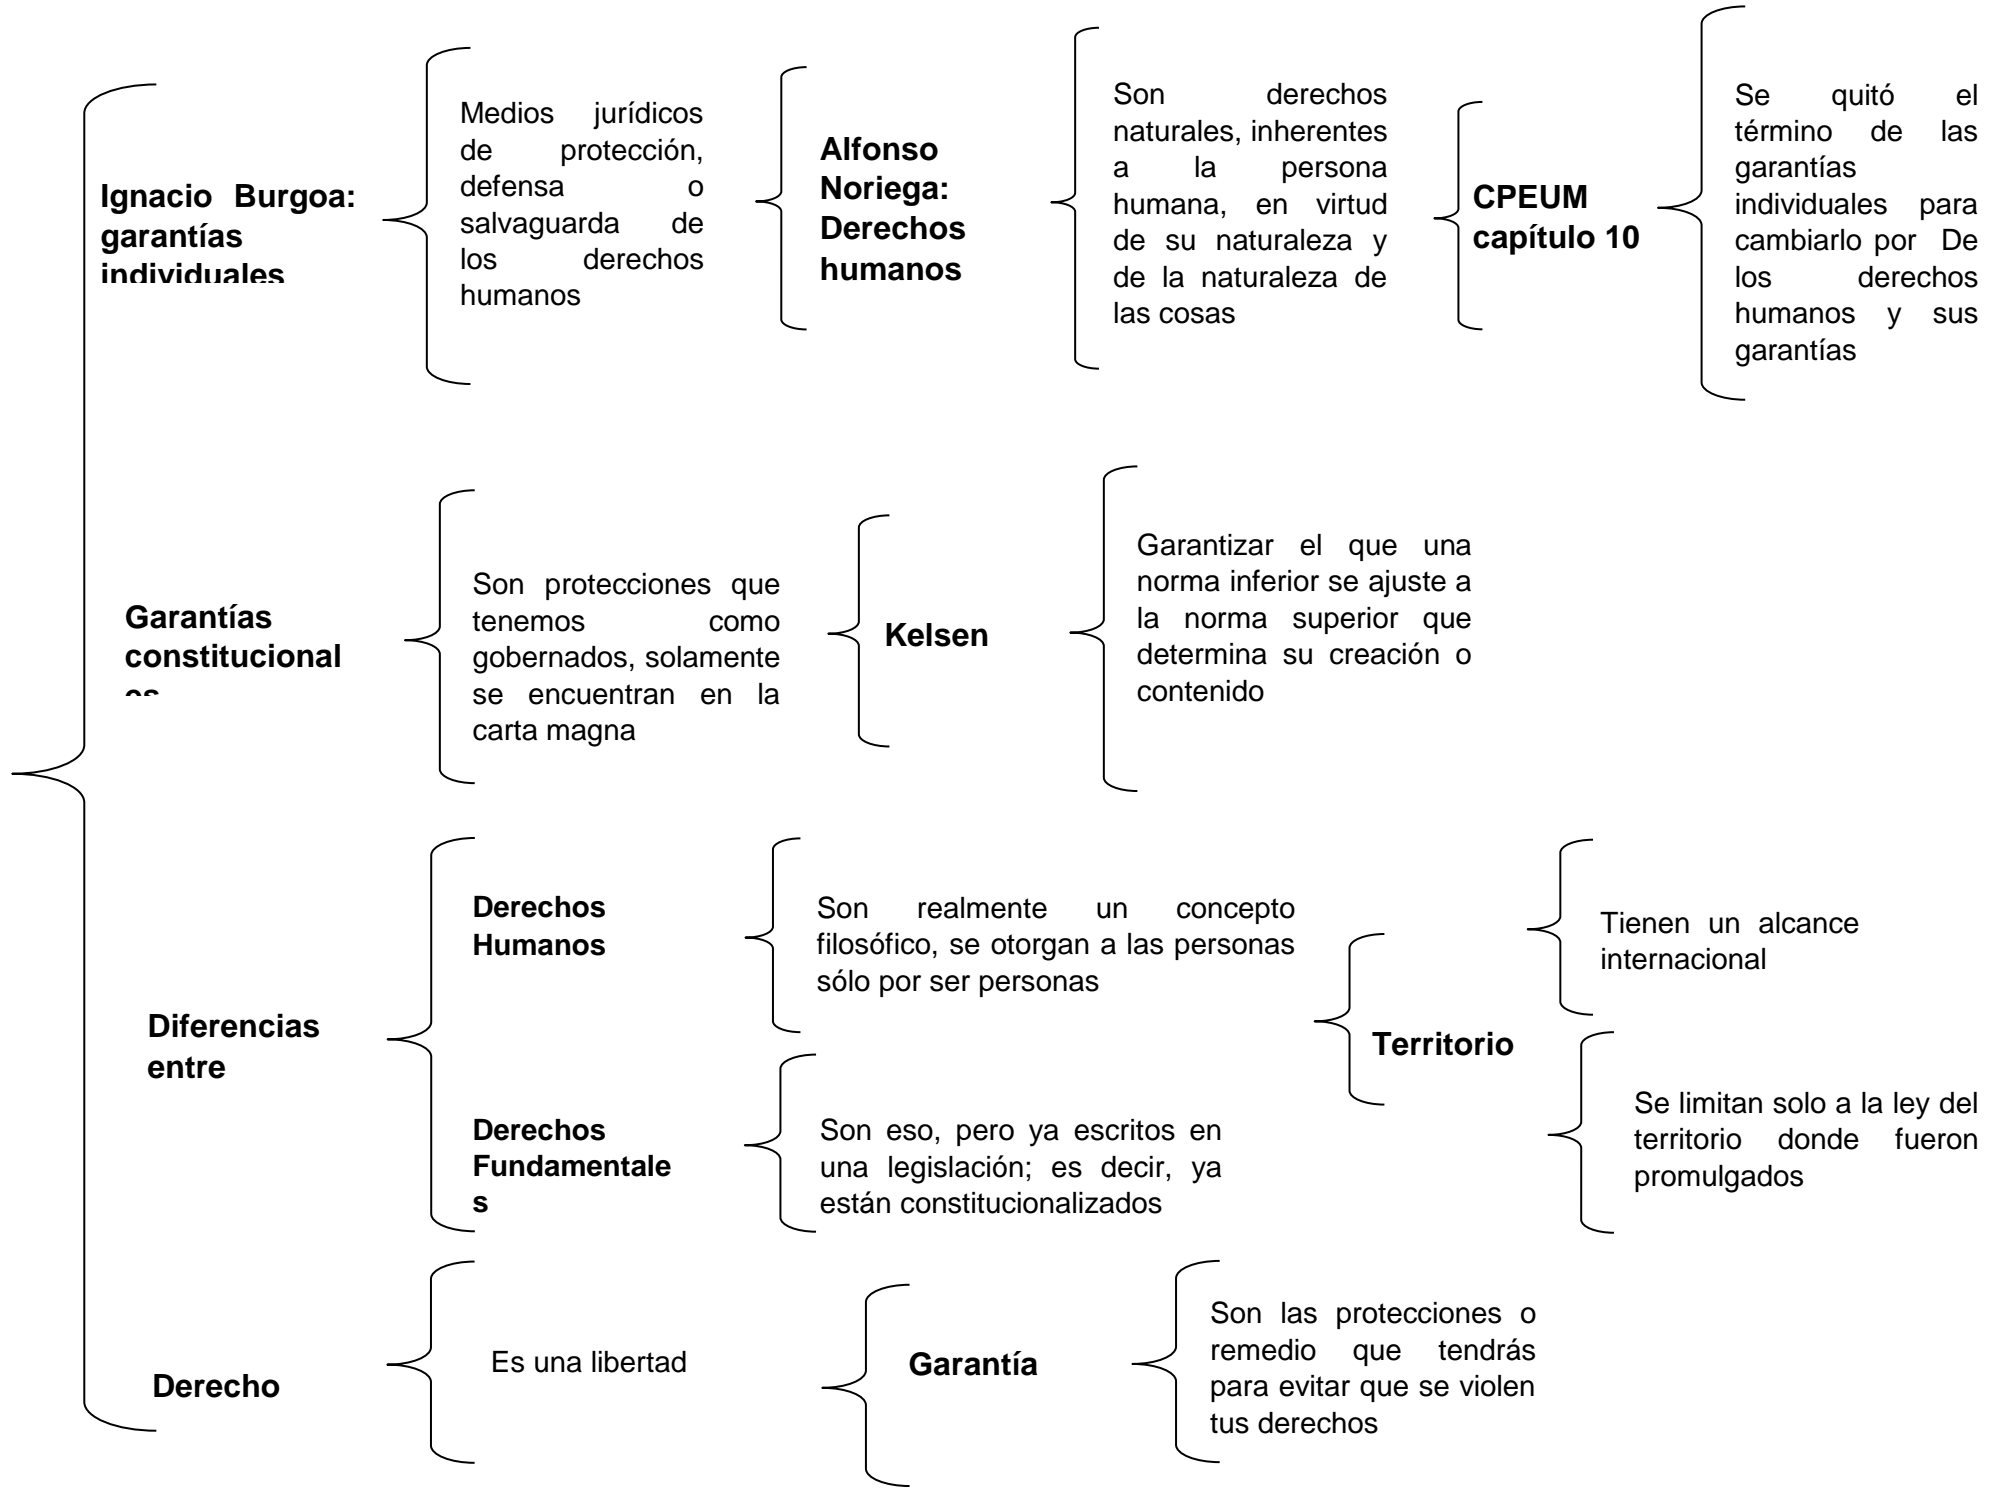 Ignacio Burgoa:
garantías
individuales
Medios jurídicos
de protección,
defensa o
salvaguarda de
los derechos
humanos
Alfonso
Noriega:
Derechos
humanos
Son derechos
naturales, inherentes
a la persona
humana, en virtud
de su naturaleza y
de la naturaleza de
las cosas
CPEUM
capítulo 10
Se quitó el
término de las
garantías
individuales para
cambiarlo por De
los derechos
humanos y sus
garantías
Garantías
constitucional
es
Son protecciones que
tenemos como
gobernados, solamente
se encuentran en la
carta magna
Kelsen
Garantizar el que una
norma inferior se ajuste a
la norma superior que
determina su creación o
contenido
Diferencias
entre
Derechos
Humanos
Son realmente un concepto
filosófico, se otorgan a las personas
sólo por ser personas
Derechos
Fundamentale
s
Son eso, pero ya escritos en
una legislación; es decir, ya
están constitucionalizados
Territorio
Tienen un alcance
internacional
Se limitan solo a la ley del
territorio donde fueron
promulgados
Derecho
Es una libertad
Garantía
Son las protecciones o
remedio que tendrás
para evitar que se violen
tus derechos